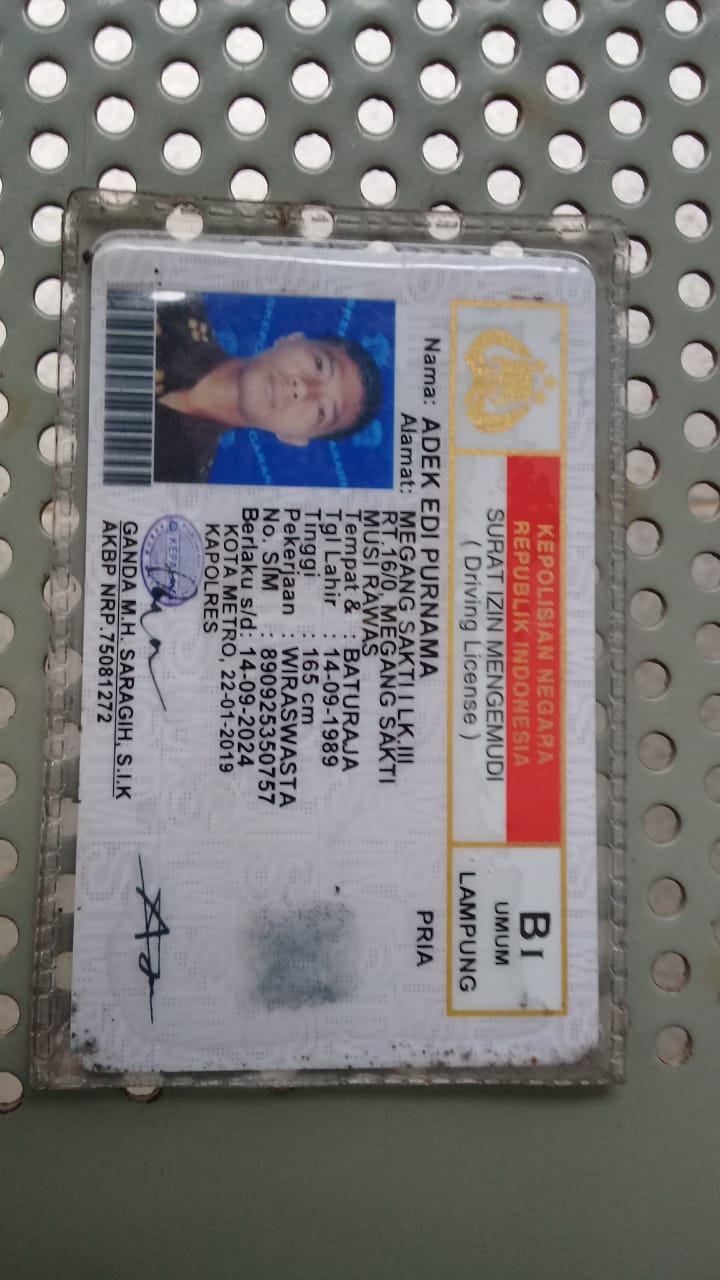 KEPOLISIAN NEGARA
REPUBLIK INDONESIA
SURAT IZIN MENGEMUDI
( Driving License )
BI
UMUM
LAMPUNG
Nama: ADEK EDI PURNAMA
PRIA
Alamat: MEGANG SAKTI I LK.III
RT.16/0, MEGANG SAKTI
MUSI RAWAS
Tempat & : BATURAJA
Tgl Lahir : 14-09-1989
Tinggi : 165 cm
Pekerjaan : WIRASWASTA
No. SIM : 890925350757
Berlaku s/d: 14-09-2024
KOTA METRO, 22-01-2019
KAPOLRES
GANDA M.H. SARAGIH, S.I.K
AKBP NRP.75081272